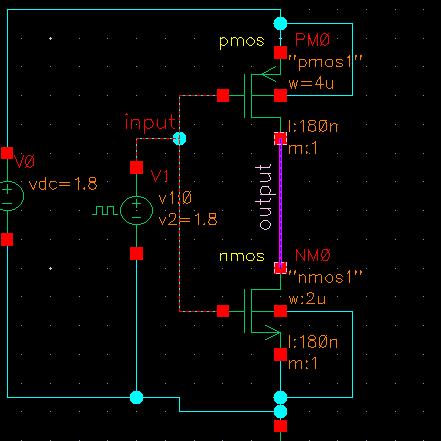 pmos
PM0
"pmos1"
w=4u
l:180n
m:1
input
V0
vdc=1.8
V1
v1:0
v2=1.8
output
nmos
NM0
"nmos1"
w:2u
l:180n
m:1